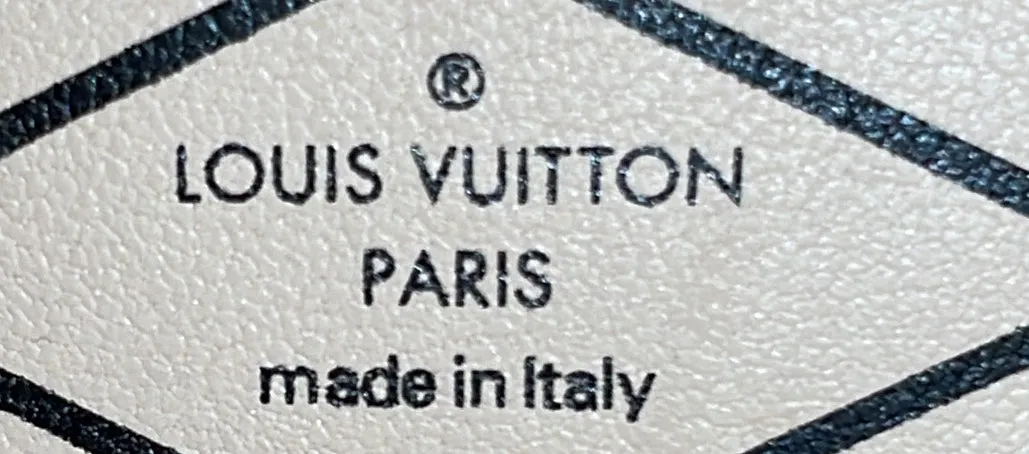 ®
LOUIS VUITTON
PARIS
made in Italy